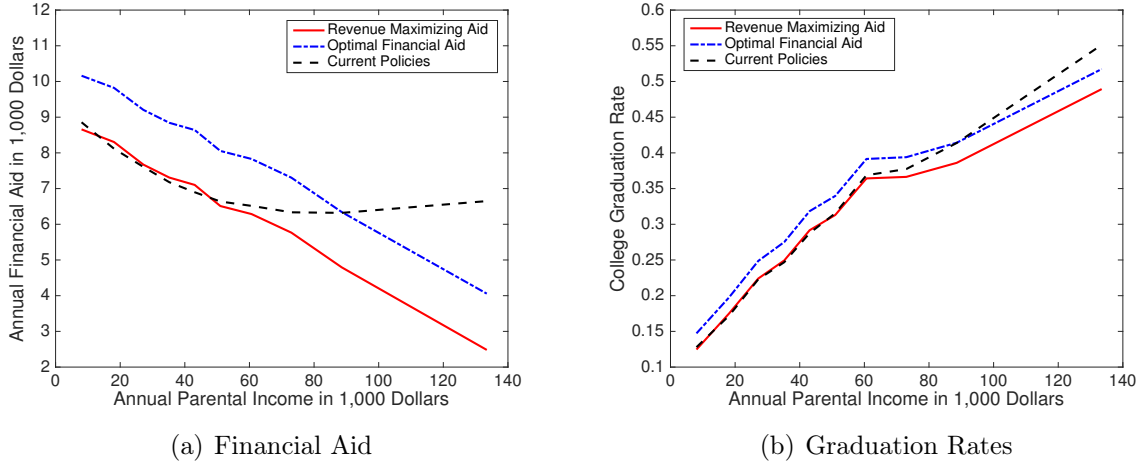 12
11
10
9
8
7
6
5
4
3
2
Annual Financial Aid in 1,000 Dollars
Revenue Maximizing Aid
Optimal Financial Aid
Current Policies
0 20 40 60 80 100 120 140
Annual Parental Income in 1,000 Dollars
(a) Financial Aid
0.6
0.55
0.5
0.45
0.4
0.35
0.3
0.25
0.2
0.15
0.1
College Graduation Rate
Revenue Maximizing Aid
Optimal Financial Aid
Current Policies
0 20 40 60 80 100 120 140
Annual Parental Income in 1,000 Dollars
(b) Graduation Rates